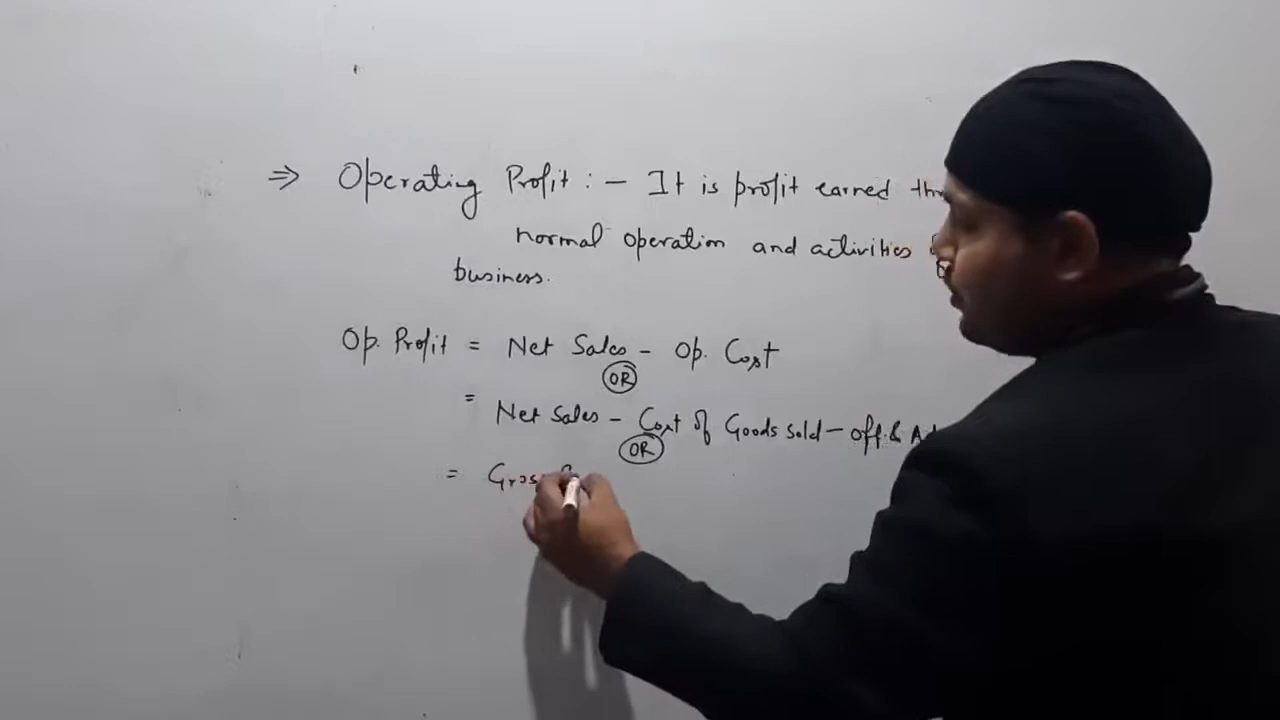 ⇒ Operating Profit : – It is profit earned
normal operation and activities
business.
Op. Profit = Net Sales – Op. Cost
OR
= Net Sales – Cost of Goods sold – off. &
OR
= Gross